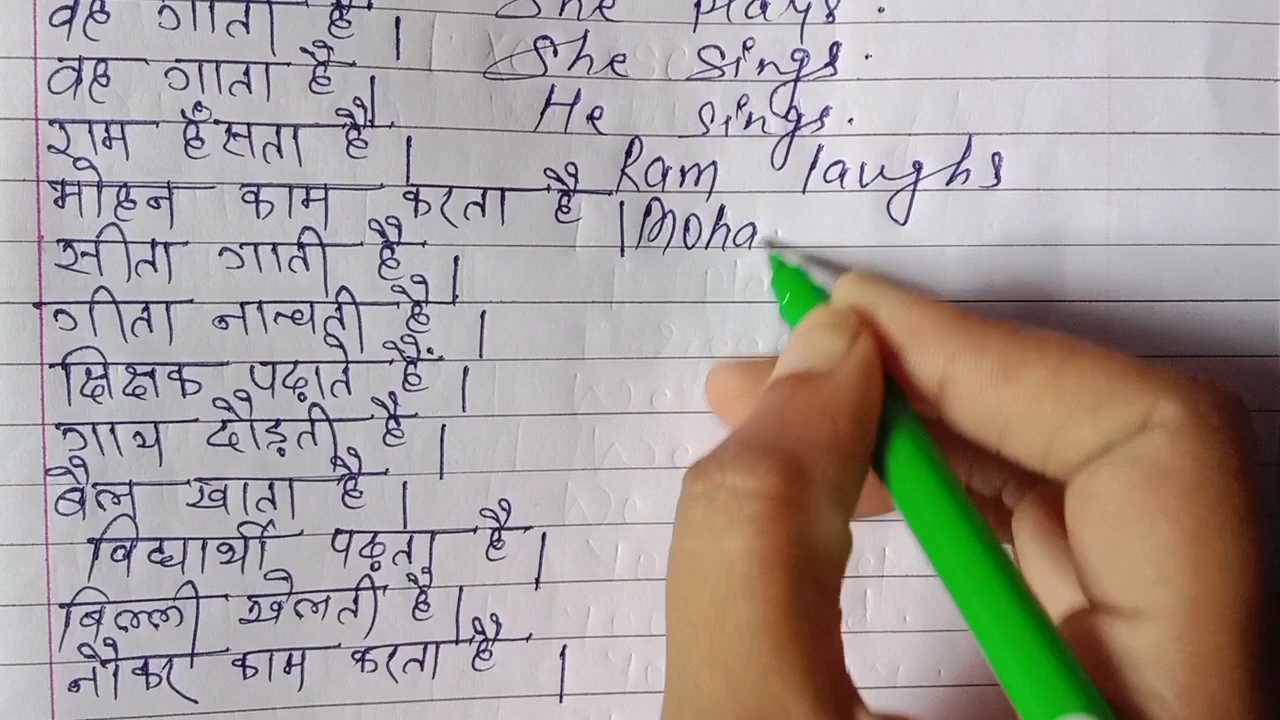 वह गाती है । She plays.
वह गाता है । She sings.
राम हँसता है । He sings.
मोहन काम करता है । Ram laughs
सीता गाती है । Moha
गीता नाचती है ।
शिक्षक पढ़ाते हैं ।
गाय दौड़ती है ।
बैल खाता है ।
विद्यार्थी पढ़ता है ।
बिल्ली खेलती है ।
नौकर काम करता है ।